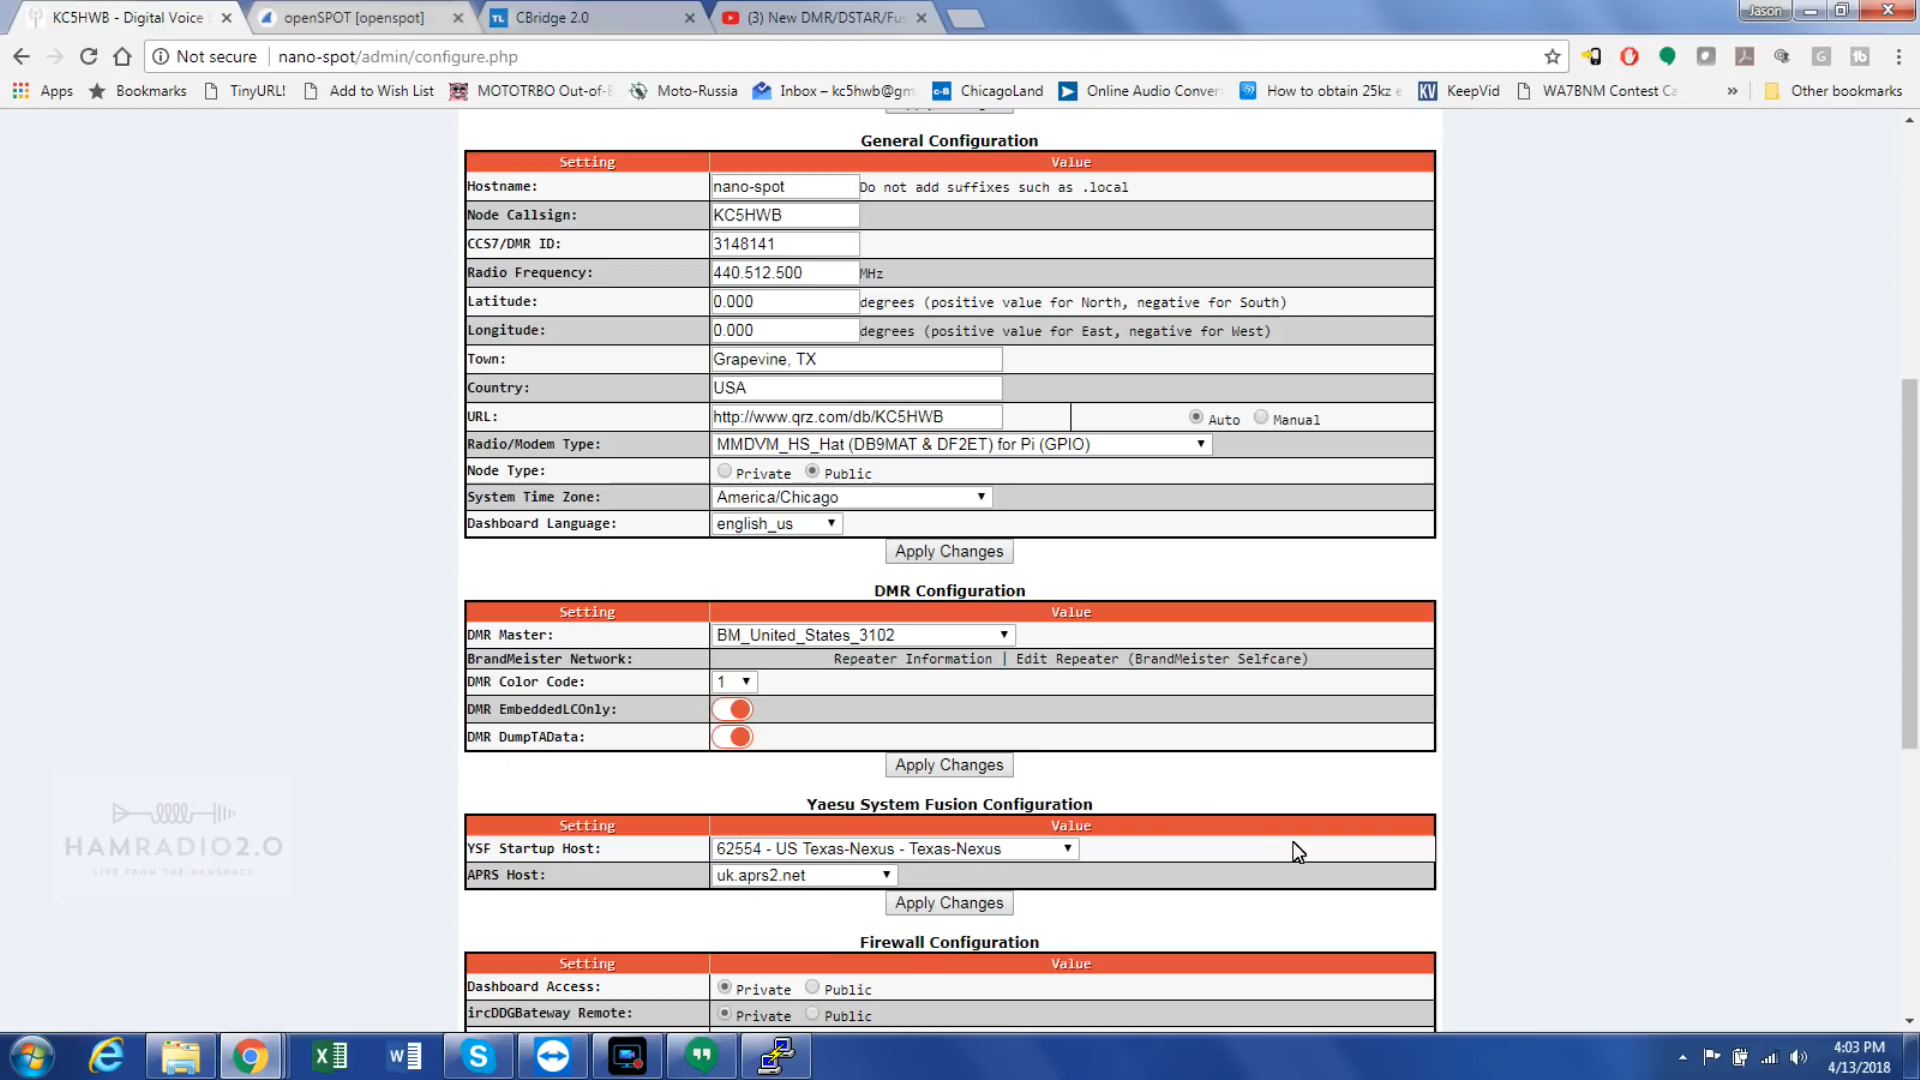 KC5HWB - Digital Voice
openSPOT [openspot]
CBridge 2.0
(3) New DMR/DSTAR/Fu
Jason
Not secure
nano-spot/admin/configure.php
Apps
Bookmarks
TinyURL!
Add to Wish List
MOTOTRBO Out-of-
Moto-Russia
Inbox – kc5hwb@gm
ChicagoLand
Online Audio Conver
How to obtain 25kz
KeepVid
WA7BNM Contest Ca
»
Other bookmarks
General Configuration
Setting Value
Hostname: nano-spot Do not add suffixes such as .local
Node Callsign: KC5HWB
CCS7/DMR ID: 3148141
Radio Frequency: 440.512.500 MHz
Latitude: 0.000 degrees (positive value for North, negative for South)
Longitude: 0.000 degrees (positive value for East, negative for West)
Town: Grapevine, TX
Country: USA
URL: http://www.qrz.com/db/KC5HWB Auto Manual
Radio/Modem Type: MMDVM_HS_Hat (DB9MAT & DF2ET) for Pi (GPIO)
Node Type: Private Public
System Time Zone: America/Chicago
Dashboard Language: english_us
Apply Changes
DMR Configuration
Setting Value
DMR Master: BM_United_States_3102
BrandMeister Network: Repeater Information | Edit Repeater (BrandMeister Selfcare)
DMR Color Code: 1
DMR EmbeddedLCOnly:
DMR DumpTAData:
Apply Changes
Yaesu System Fusion Configuration
Setting Value
YSF Startup Host: 62554 - US Texas-Nexus - Texas-Nexus
APRS Host: uk.aprs2.net
Apply Changes
Firewall Configuration
Setting Value
Dashboard Access: Private Public
ircDDGBateway Remote: Private Public
HAMRADIO2.0
LIVE FROM THE HAMSHACK
4:03 PM
4/13/2018